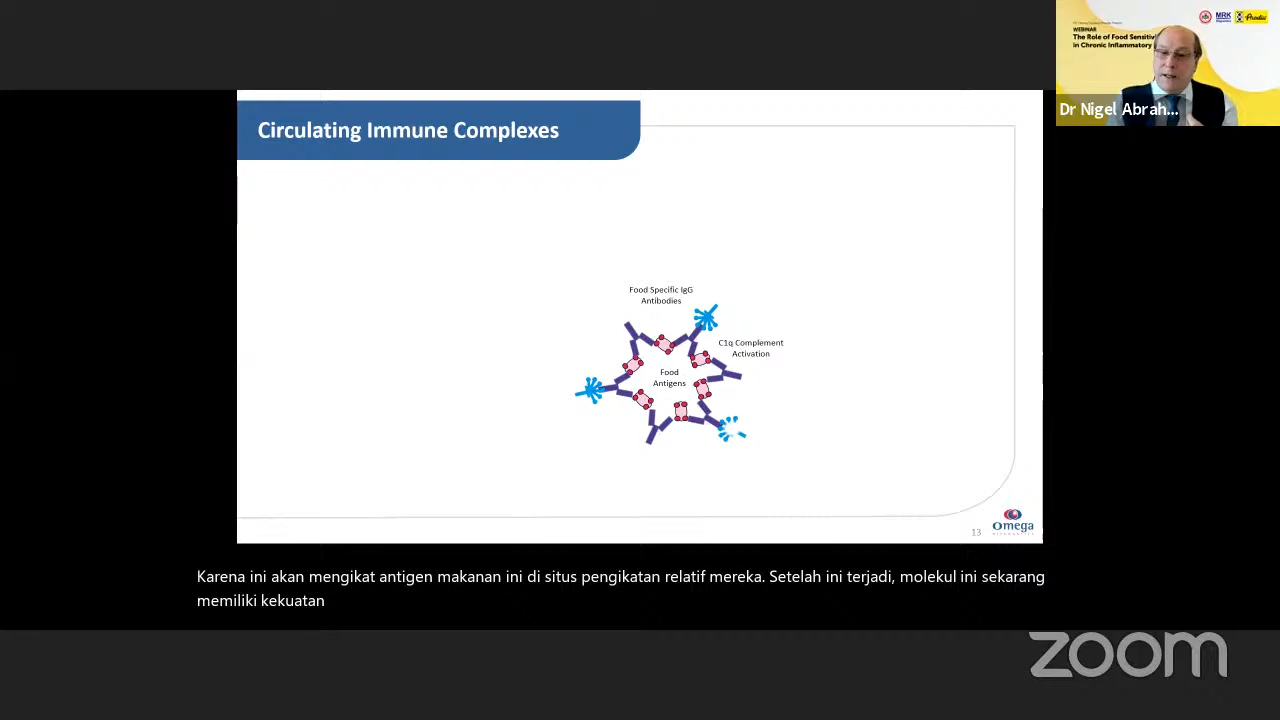 WEBINAR
The Role of Food Sensitiv
in Chronic Inflammatory
MRK
Prodia
Dr Nigel Abrah...
Circulating Immune Complexes
Food Specific IgG
Antibodies
C1q Complement
Activation
Food
Antigens
13
Omega
DIAGNOSTICS
Karena ini akan mengikat antigen makanan ini di situs pengikatan relatif mereka. Setelah ini terjadi, molekul ini sekarang
memiliki kekuatan
zoom